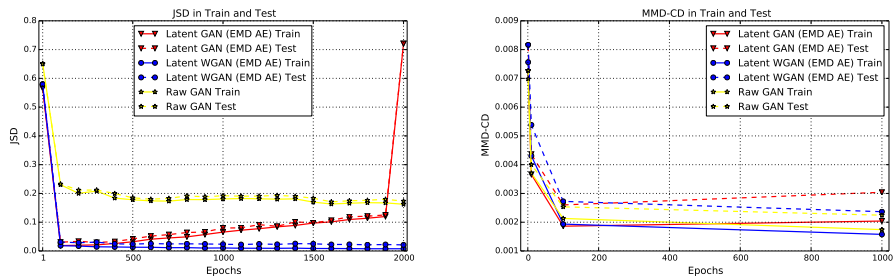 JSD in Train and Test
0.8
0.7
0.6
0.5
0.4
0.3
0.2
0.1
0.0
JSD
Latent GAN (EMD AE) Train
Latent GAN (EMD AE) Test
Latent WGAN (EMD AE) Train
Latent WGAN (EMD AE) Test
Raw GAN Train
Raw GAN Test
1 500 1000 1500 2000
Epochs
MMD-CD in Train and Test
0.009
0.008
0.007
0.006
0.005
0.004
0.003
0.002
0.001
MMD-CD
Latent GAN (EMD AE) Train
Latent GAN (EMD AE) Test
Latent WGAN (EMD AE) Train
Latent WGAN (EMD AE) Test
Raw GAN Train
Raw GAN Test
0 200 400 600 800 1000
Epochs